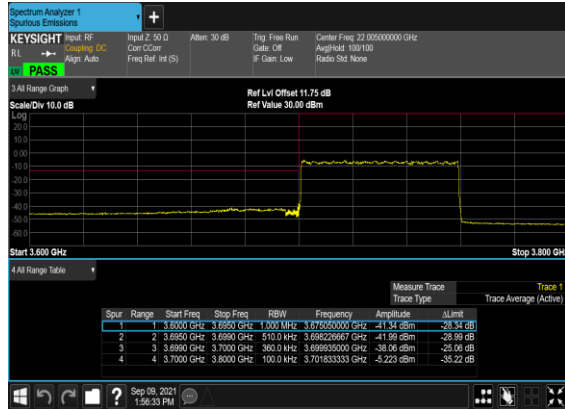 Spectrum Analyzer 1
Spurious Emissions
KEYSIGHT Input: RF Input Z: 50 Ω Atten: 30 dB Trig: Free Run Center Freq: 22.005000000 GHz
RL Coupling: DC Corr CCorr Gate: Off Avg|Hold: 100/100
Align: Auto Freq Ref: Int (S) IF Gain: Low Radio Std: None
PASS
3 All Range Graph
Ref Lvl Offset 11.75 dB
Scale/Div 10.0 dB Ref Value 30.00 dBm
Log
20.0
10.0
0.00
-10.0
-20.0
-30.0
-40.0
-50.0
-60.0
Start 3.600 GHz Stop 3.800 GHz
4 All Range Table
Measure Trace Trace 1
Trace Type Trace Average (Active)
Spur Range Start Freq Stop Freq RBW Frequency Amplitude ΔLimit
1 1 3.6000 GHz 3.6950 GHz 1.000 MHz 3.675050000 GHz -41.34 dBm -28.34 dB
2 2 3.6950 GHz 3.6990 GHz 510.0 kHz 3.698226667 GHz -41.99 dBm -28.99 dB
3 3 3.6990 GHz 3.7000 GHz 360.0 kHz 3.699935000 GHz -38.06 dBm -25.06 dB
4 4 3.7000 GHz 3.8000 GHz 100.0 kHz 3.701833333 GHz -5.223 dBm -35.22 dB
Sep 09, 2021
1:56:33 PM